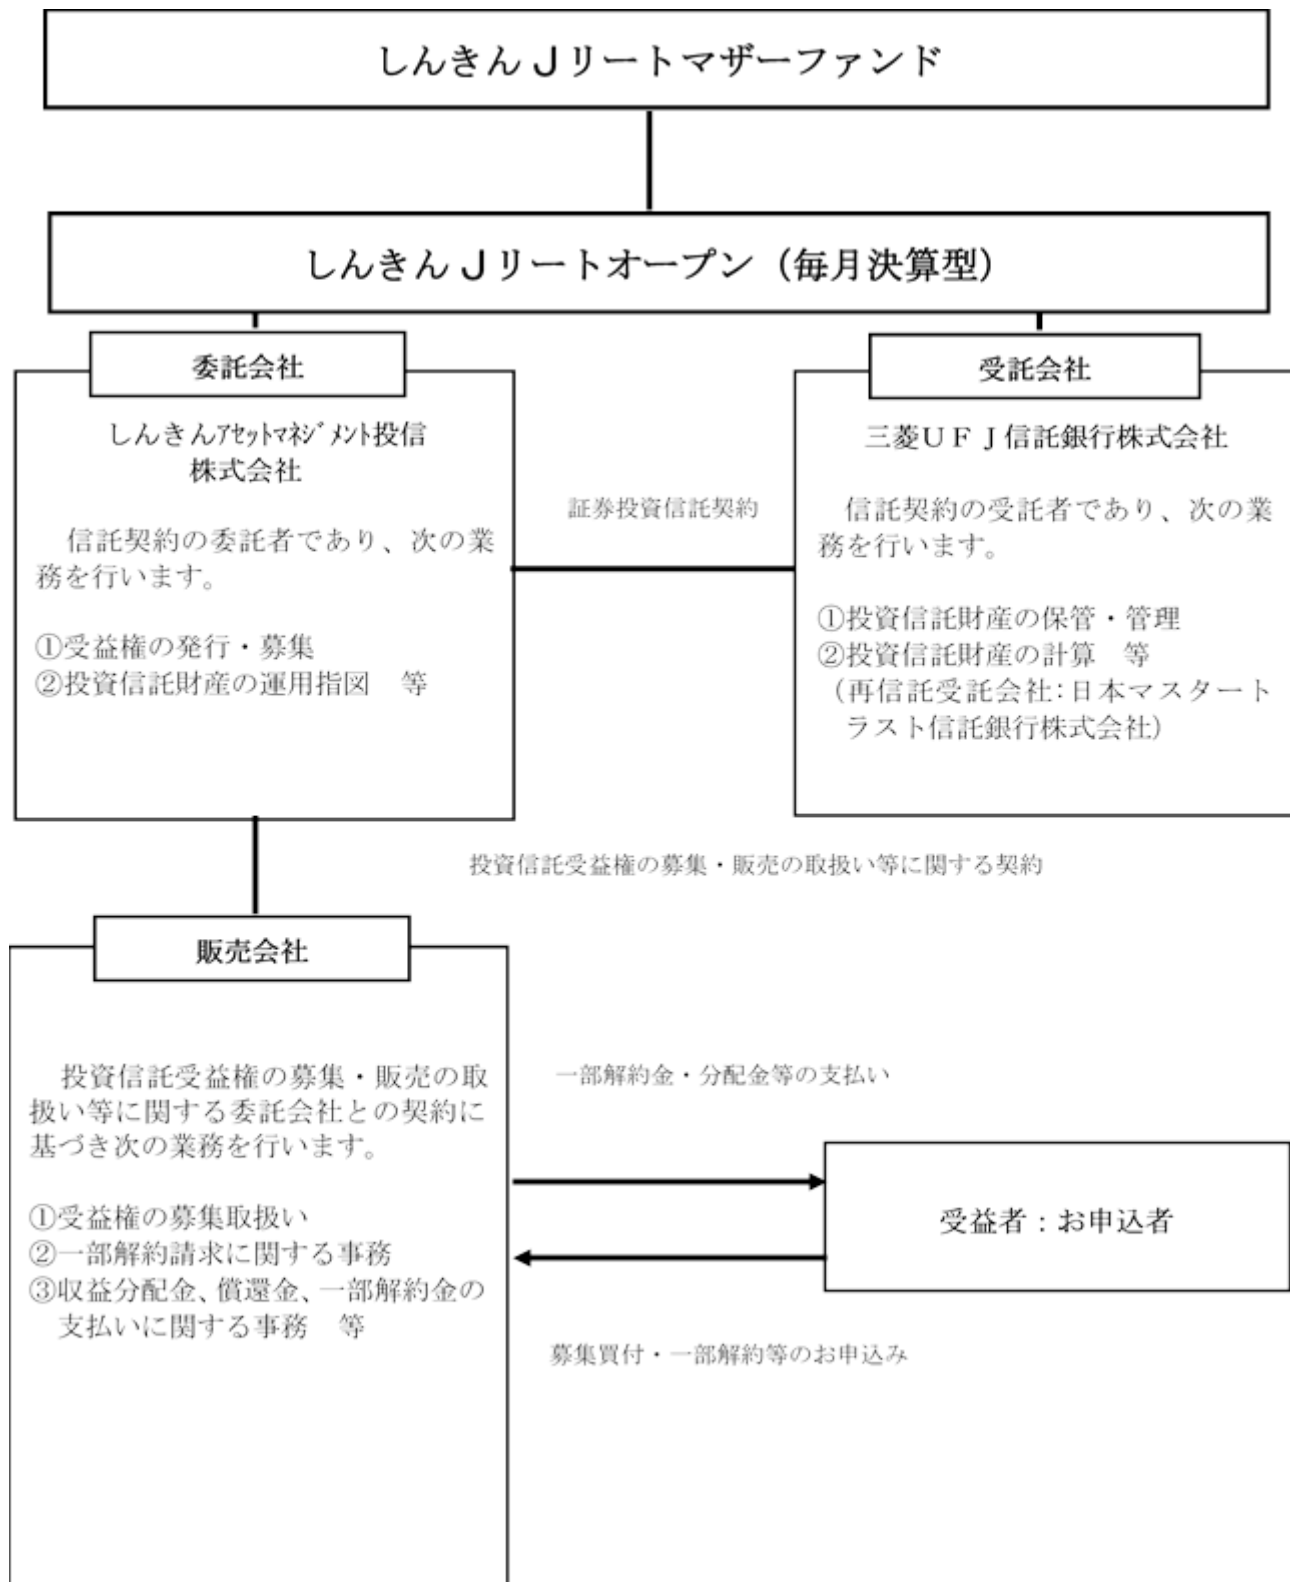 しんきんJリートマザーファンド
しんきんJリートオープン（毎月決算型）
委託会社
しんきんｱｾｯﾄﾏﾈｼﾞﾒﾝﾄ投信
株式会社
信託契約の委託者であり、次の業
務を行います。
①受益権の発行・募集
②投資信託財産の運用指図　等
証券投資信託契約
受託会社
三菱ＵＦＪ信託銀行株式会社
信託契約の受託者であり、次の業
務を行います。
①投資信託財産の保管・管理
②投資信託財産の計算　等
（再信託受託会社：日本マスタート
ラスト信託銀行株式会社）
投資信託受益権の募集・販売の取扱い等に関する契約
販売会社
投資信託受益権の募集・販売の取
扱い等に関する委託会社との契約に
基づき次の業務を行います。
①受益権の募集取扱い
②一部解約請求に関する事務
③収益分配金、償還金、一部解約金の
支払いに関する事務　等
一部解約金・分配金等の支払い
受益者：お申込者
募集買付・一部解約等のお申込み